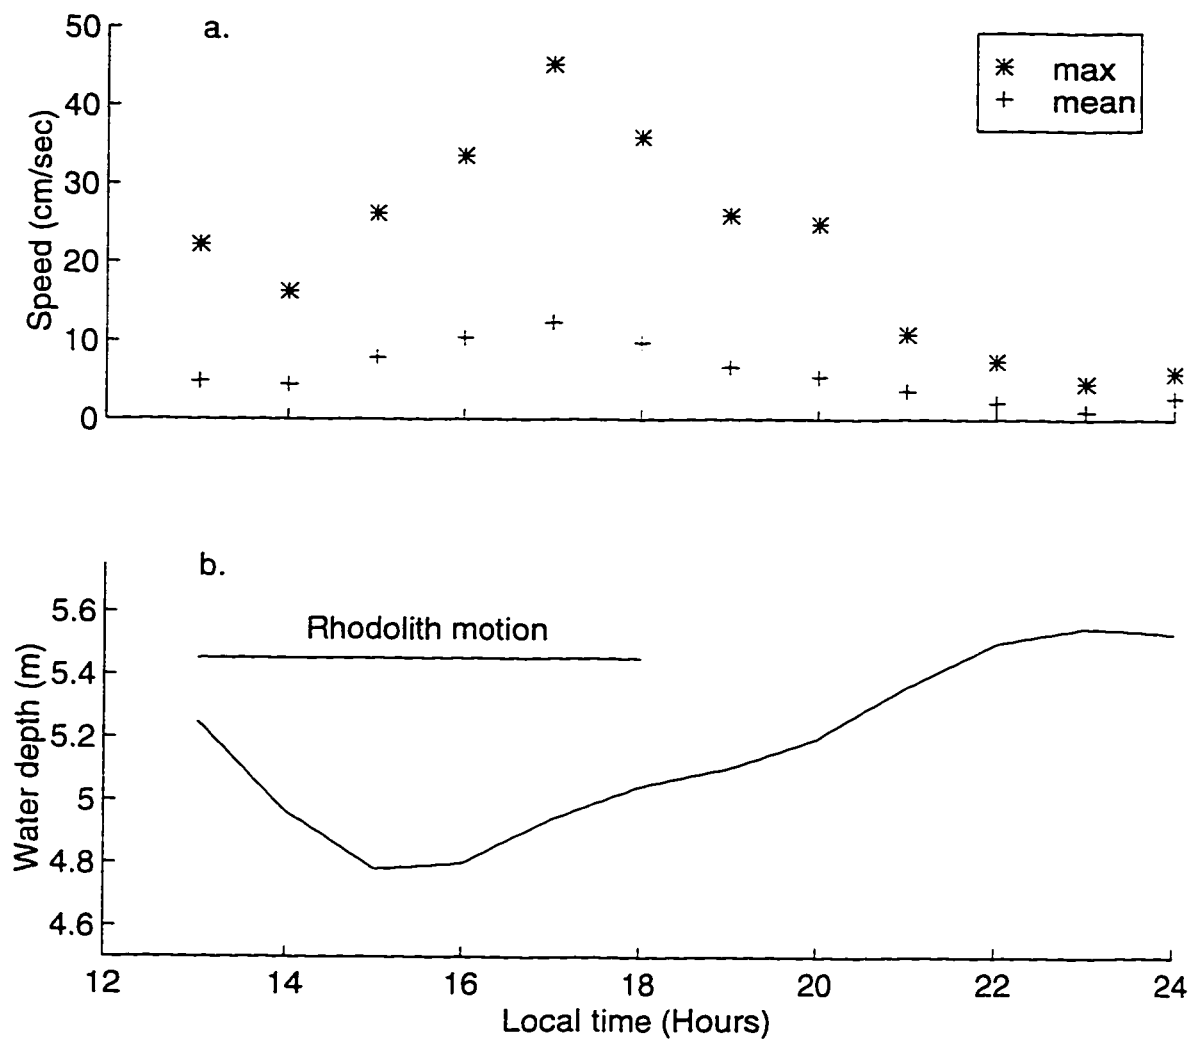 a.
max
mean
Speed (cm/sec)
50
40
30
20
10
0
b.
Rhodolith motion
Water depth (m)
5.6
5.4
5.2
5
4.8
4.6
12 14 16 18 20 22 24
Local time (Hours)